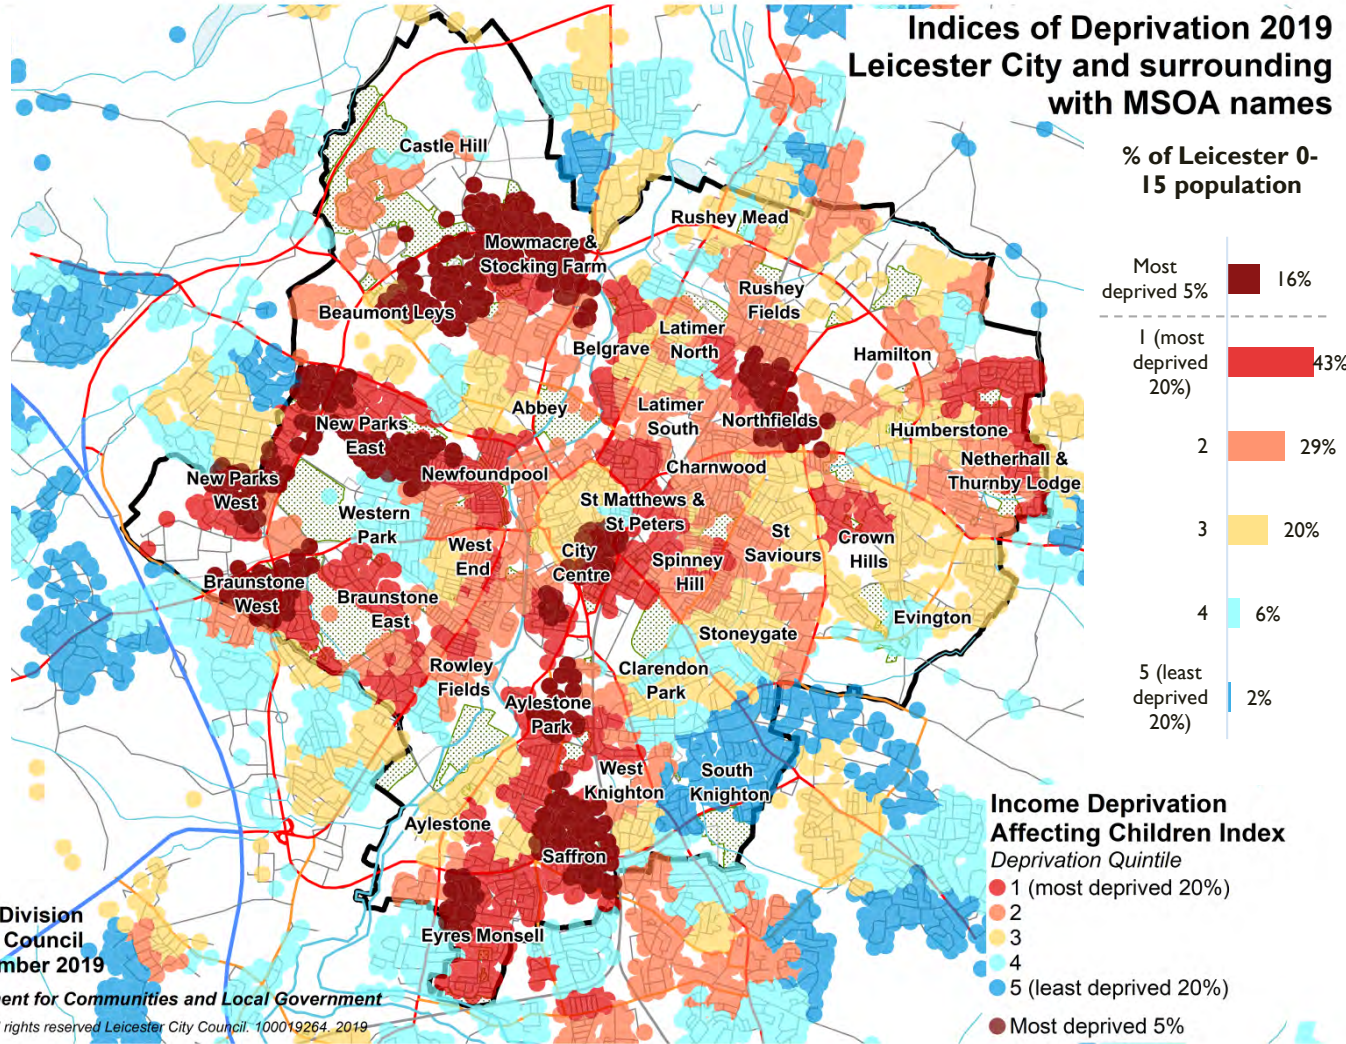 Indices of Deprivation 2019
Leicester City and surrounding
with MSOA names
% of Leicester 0-
15 population
Most
deprived 5%
16%
1 (most
deprived
20%)
43%
2
29%
3
20%
4
6%
5 (least
deprived
20%)
2%
Castle Hill
Rushey Mead
Mowmacre &
Stocking Farm
Rushey
Fields
Beaumont Leys
Latimer
North
Belgrave
Hamilton
Abbey
Latimer
South
New Parks
East
Northfields
Humberstone
Newfoundpool
Charnwood
Netherhall &
Thurnby Lodge
New Parks
West
St Matthews &
St Peters
Western
Park
St
Saviours
Crown
Hills
West
End
City
Centre
Spinney
Hill
Braunstone
West
Braunstone
East
Evington
Stoneygate
Rowley
Fields
Clarendon
Park
Aylestone
Park
West
Knighton
South
Knighton
Aylestone
Saffron
Eyres Monsell
Income Deprivation
Affecting Children Index
Deprivation Quintile
1 (most deprived 20%)
2
3
4
5 (least deprived 20%)
Most deprived 5%
Division
Council
mber 2019
ent for Communities and Local Government
rights reserved Leicester City Council. 100019264. 2019